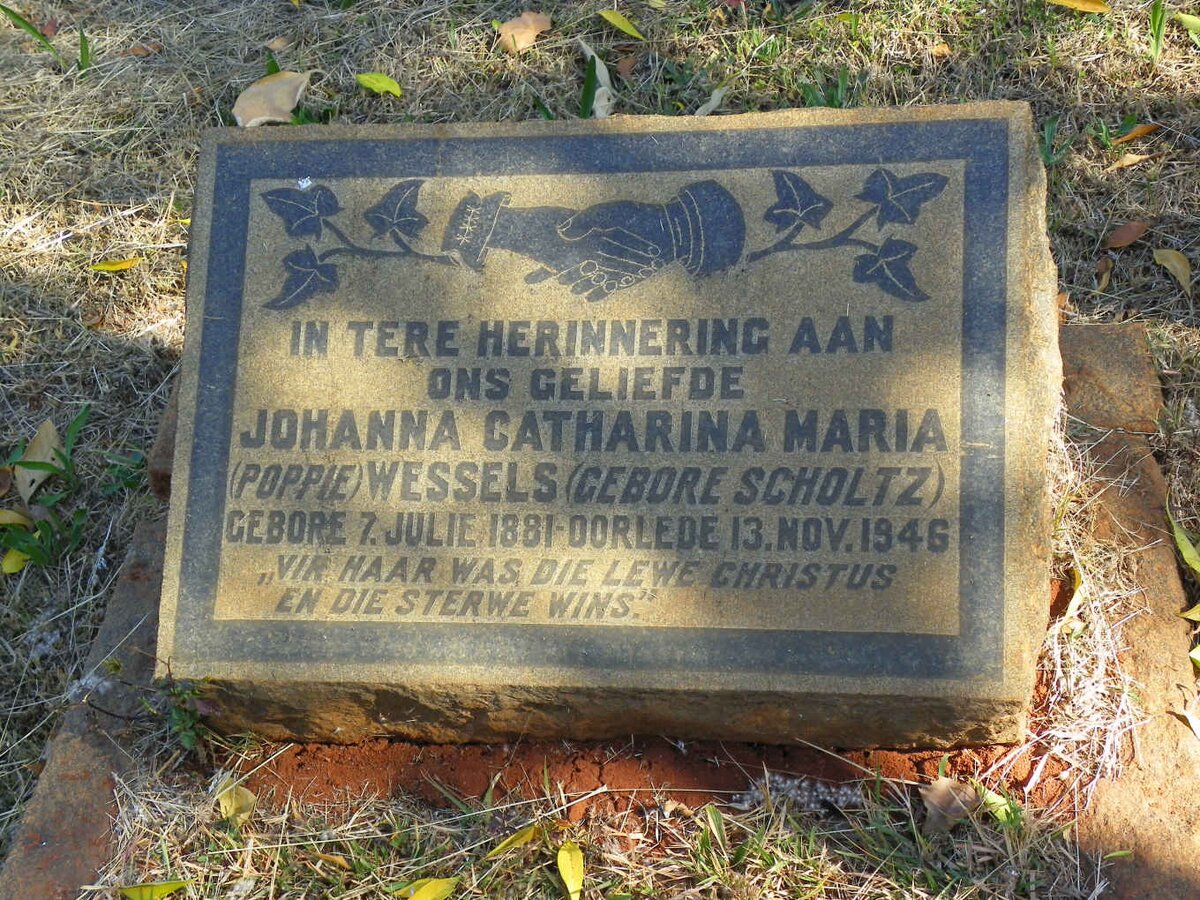 IN TERE HERINNERING AAN
ONS GELIEFDE
JOHANNA CATHARINA MARIA
(POPPIE) WESSELS (GEBORE SCHOLTZ)
GEBORE 7. JULIE 1881-OORLEDE 13. NOV. 1946
„VIR HAAR WAS DIE LEWE CHRISTUS
EN DIE STERWE WINS."